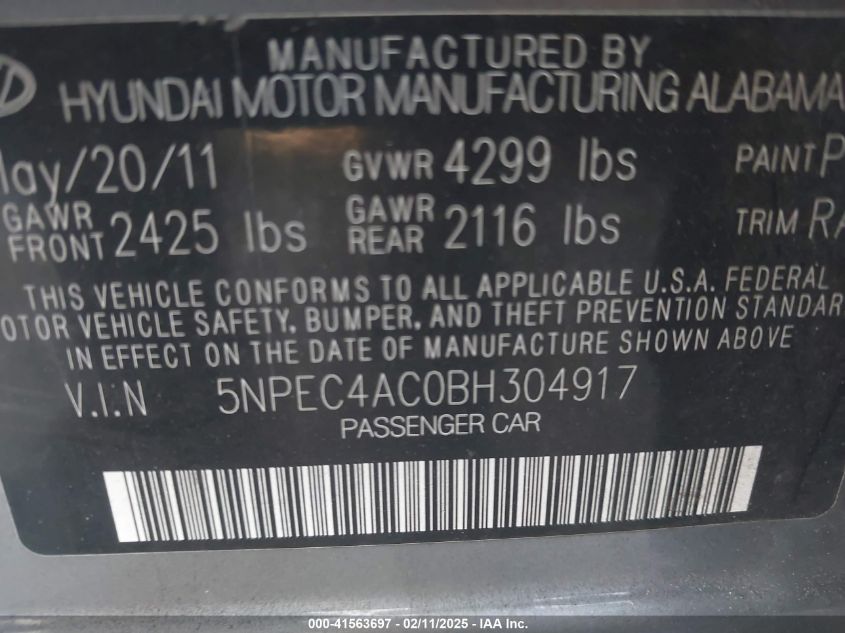 MANUFACTURED BY
HYUNDAI MOTOR MANUFACTURING ALABAMA
May/20/11 GVWR 4299 lbs PAINT P
GAWR FRONT 2425 lbs GAWR REAR 2116 lbs TRIM RA
THIS VEHICLE CONFORMS TO ALL APPLICABLE U.S.A. FEDERAL
OTOR VEHICLE SAFETY, BUMPER, AND THEFT PREVENTION STANDAR
IN EFFECT ON THE DATE OF MANUFACTURE SHOWN ABOVE
V.I.N 5NPEC4AC0BH304917
PASSENGER CAR
000-41563697 - 02/11/2025 - IAA Inc.